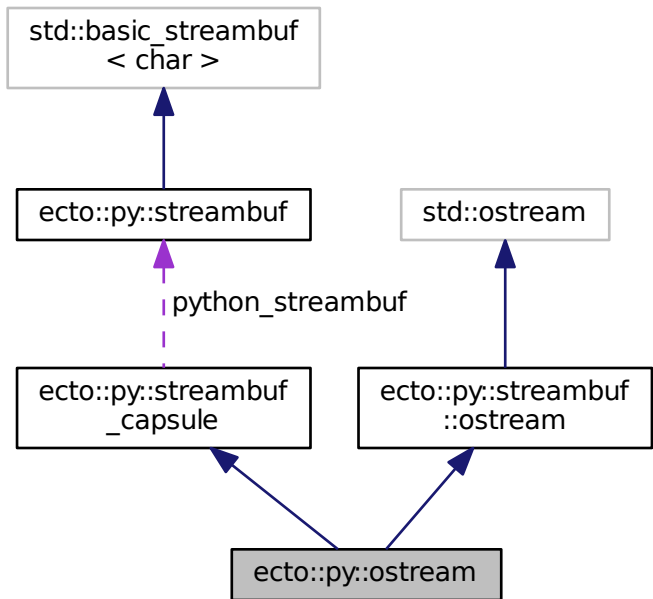 std::basic_streambuf
< char >
ecto::py::streambuf
std::ostream
python_streambuf
ecto::py::streambuf
_capsule
ecto::py::streambuf
::ostream
ecto::py::ostream